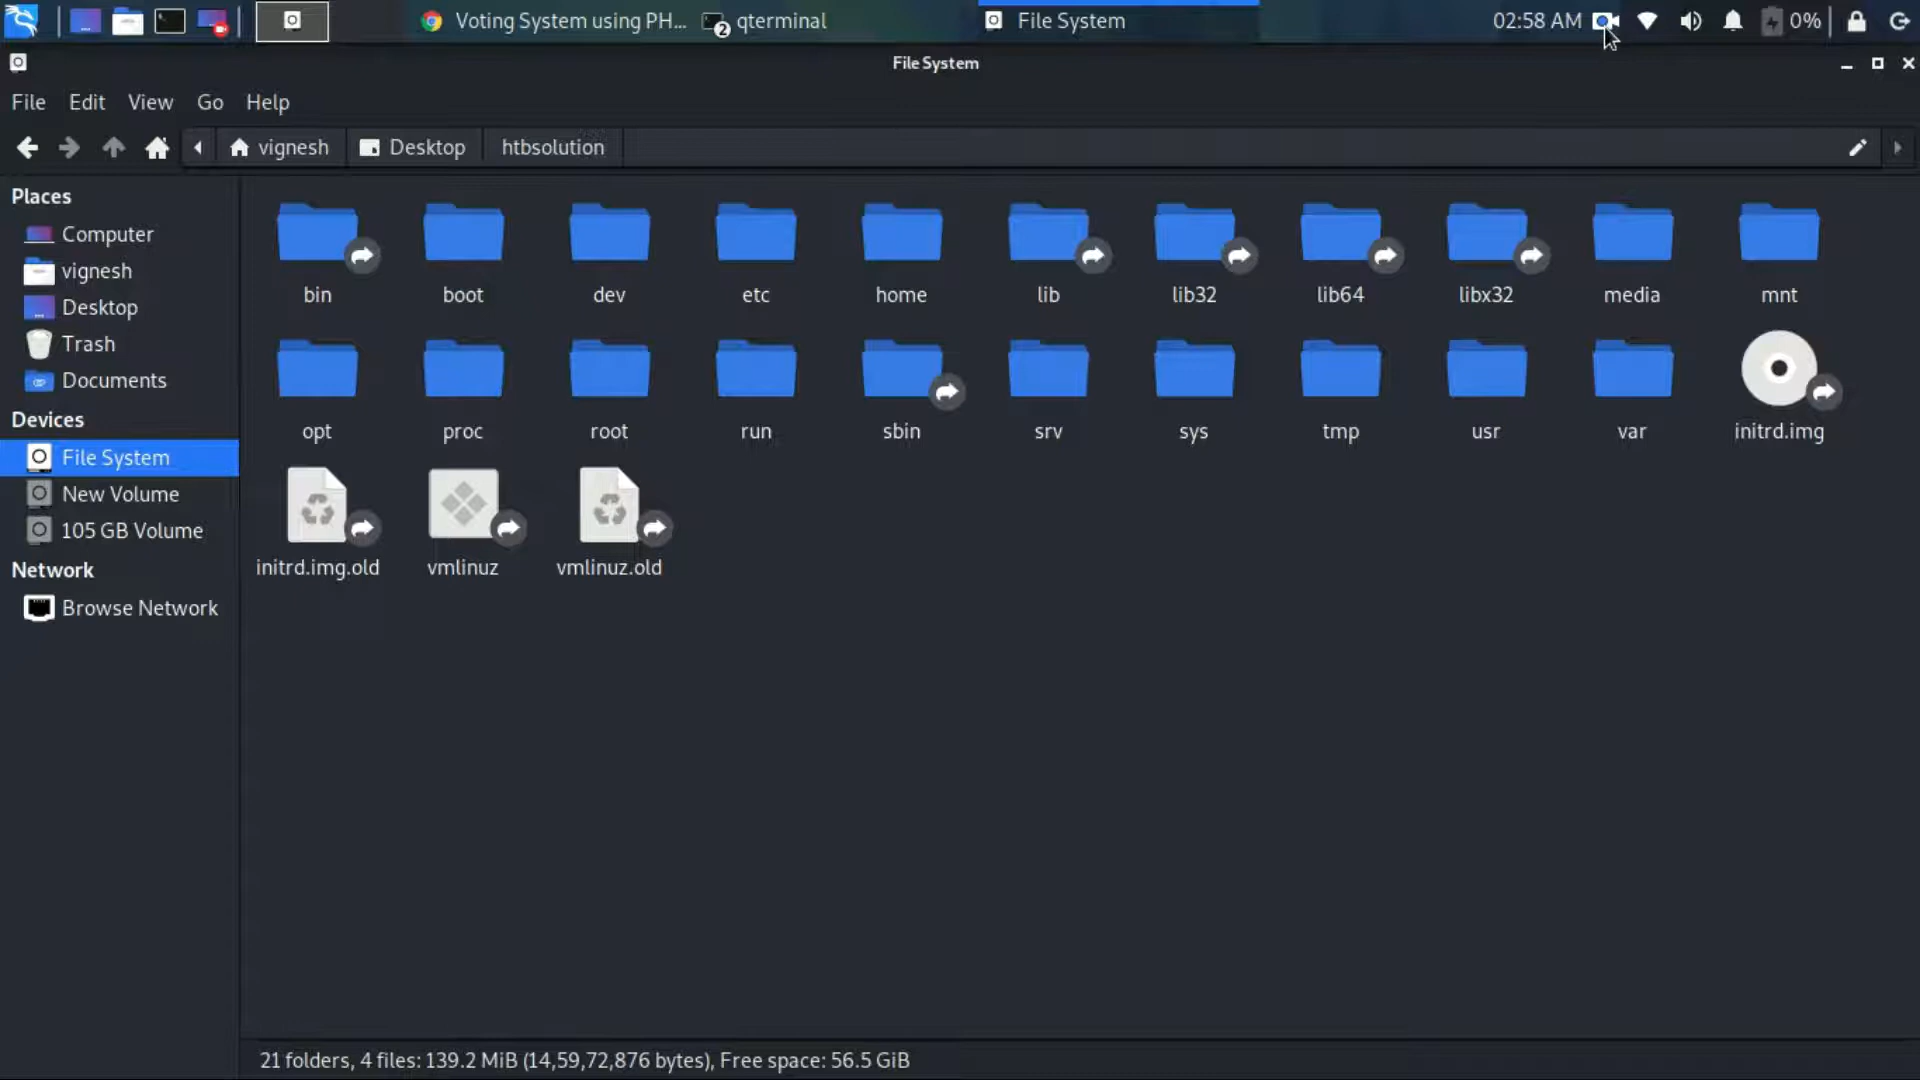 Voting System using PH...
2 qterminal
File System
02:58 AM
0%
File System
File Edit View Go Help
vignesh Desktop htbsolution
Places
Computer
vignesh
Desktop
Trash
Documents
Devices
File System
New Volume
105 GB Volume
Network
Browse Network
bin boot dev etc home lib lib32 lib64 libx32 media mnt
opt proc root run sbin srv sys tmp usr var initrd.img
initrd.img.old vmlinuz vmlinuz.old
21 folders, 4 files: 139.2 MiB (14,59,72,876 bytes), Free space: 56.5 GiB